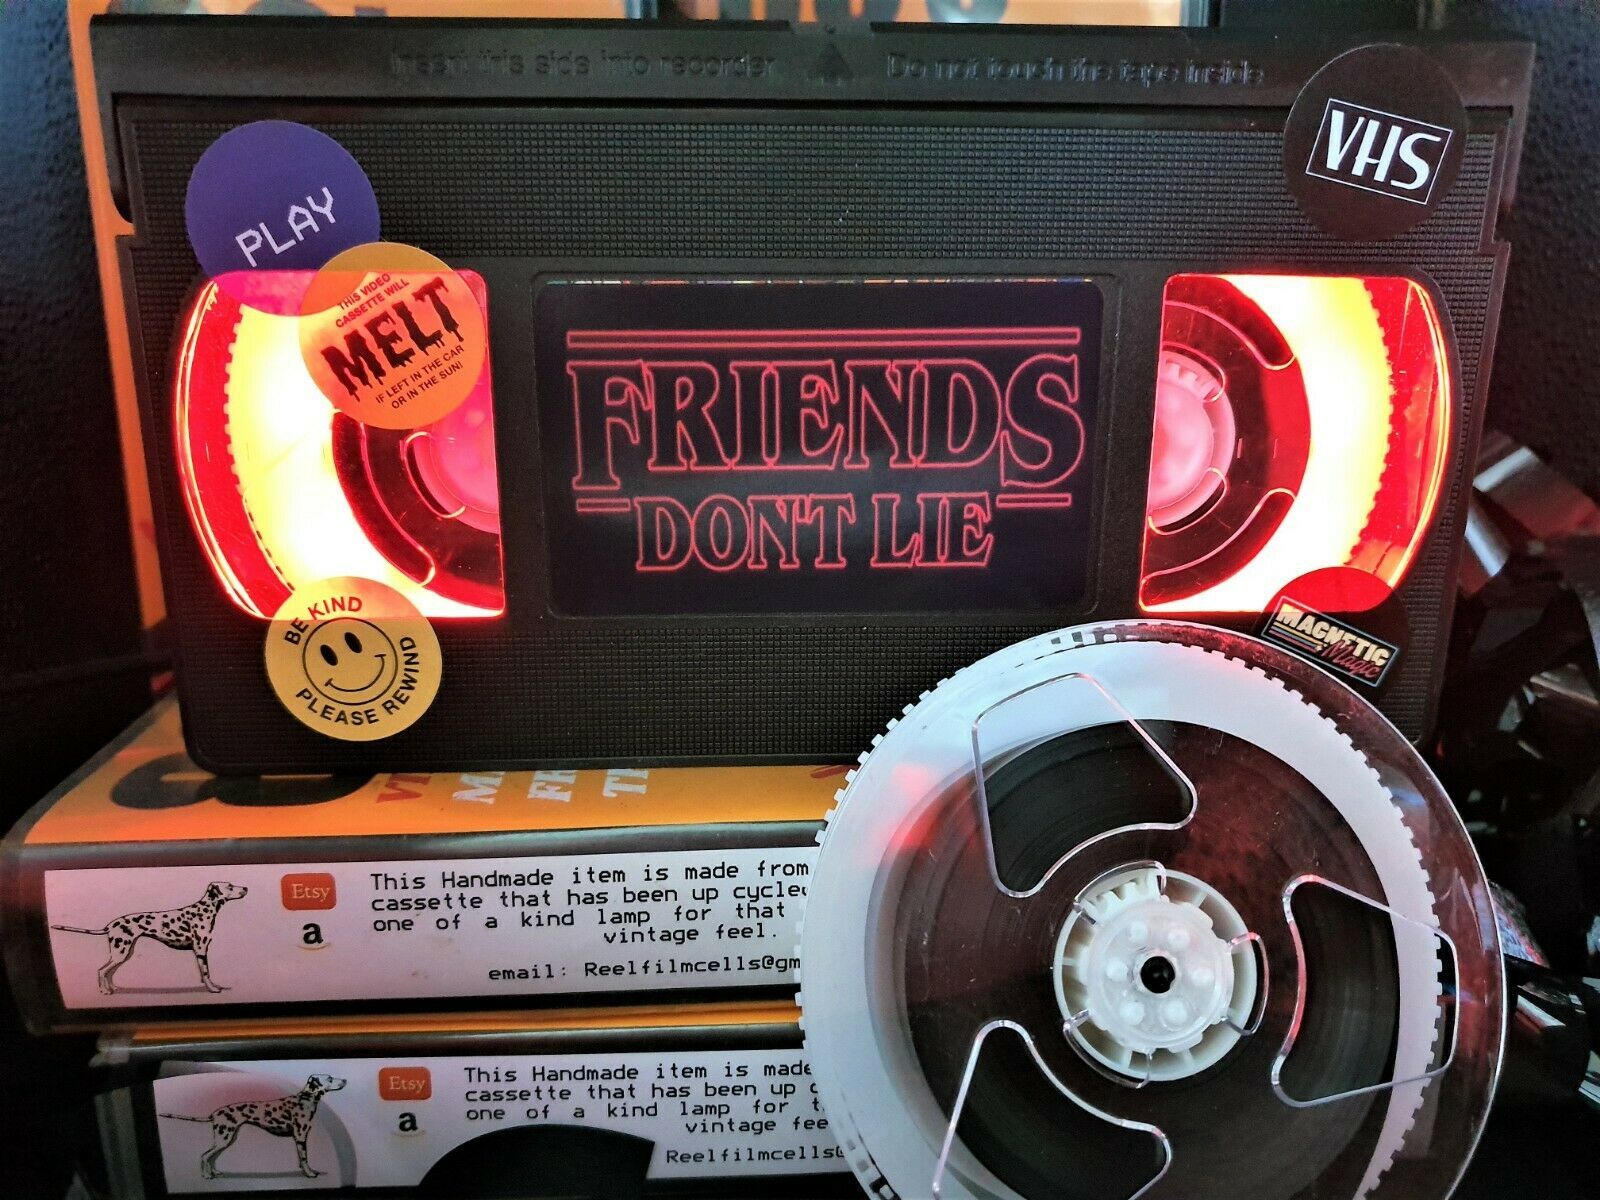 Insert this side into recorder
Do not touch the tape inside
VHS
PLAY
THIS VIDEO
CASSETTE WILL
MELT
IF LEFT IN THE CAR
OR IN THE SUN!
FRIENDS
DON'T LIE
BE KIND
PLEASE REWIND
MAGNETIC
Magic
Etsy
a
This Handmade item is made from
cassette that has been up
one of a kind lamp for that
vintage feel.
email: Reelfilmcells@gm
Etsy
a
This Handmade item is made
cassette that has been up
one of a kind lamp for
vintage
Reelfilmcells@